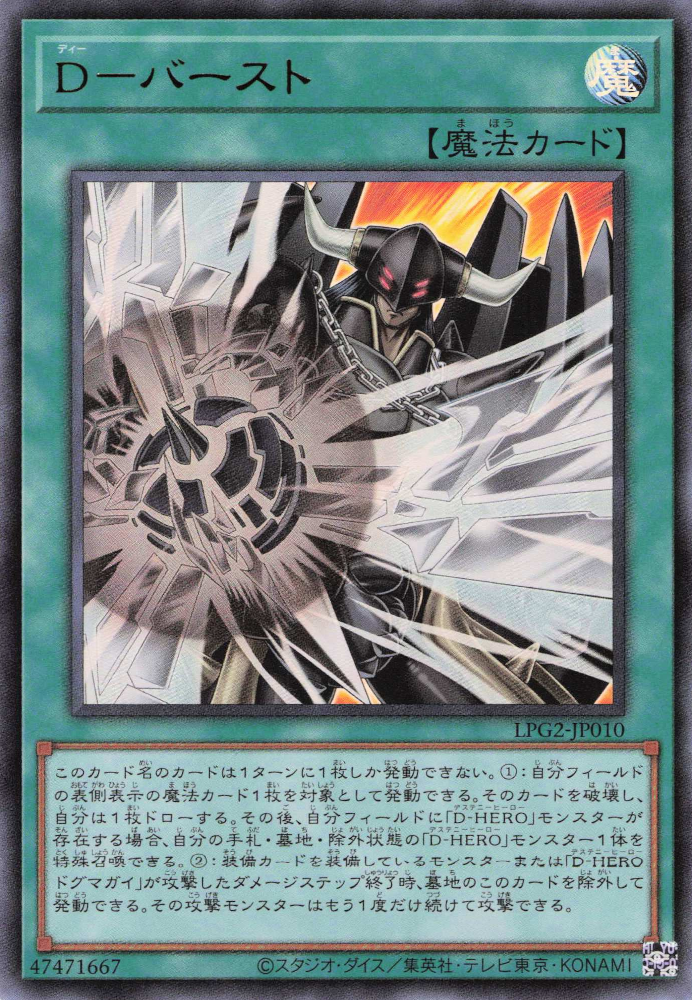 ディー
D－バースト
魔
ま ほう
【魔法カード】
LPG2-JP010
このカード名のカードは1ターンに1枚しか発動できない。①：自分フィールド
の表側表示の魔法カード1枚を対象として発動できる。そのカードを破壊し、
自分は1枚ドローする。その後、自分フィールドに「D-HERO」モンスターが
存在する場合、自分の手札・墓地・除外状態の「D-HERO」モンスター1体を
特殊召喚できる。②：装備カードを装備しているモンスターまたは「D-HERO
ドグマガイ」が攻撃したダメージステップ終了時、墓地のこのカードを除外して
発動できる。その攻撃モンスターはもう1度だけ続けて攻撃できる。
47471667
©スタジオ・ダイス／集英社・テレビ東京・KONAMI